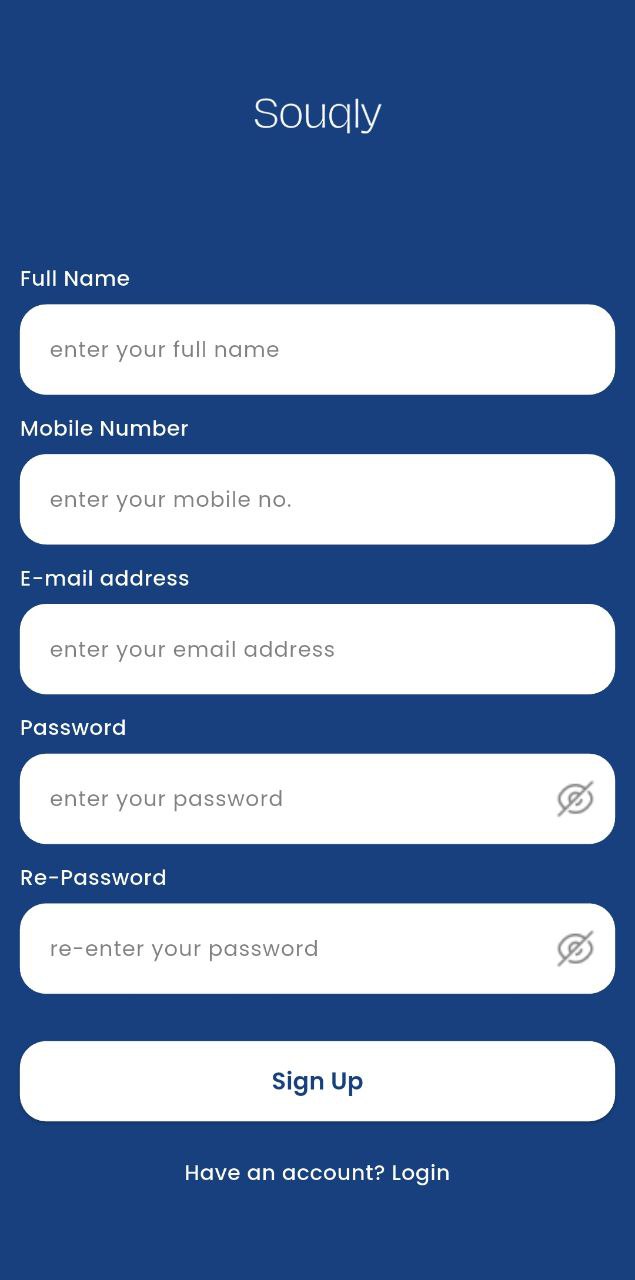 Souqly
Full Name
enter your full name
Mobile Number
enter your mobile no.
E-mail address
enter your email address
Password
enter your password
Re-Password
re-enter your password
Sign Up
Have an account? Login